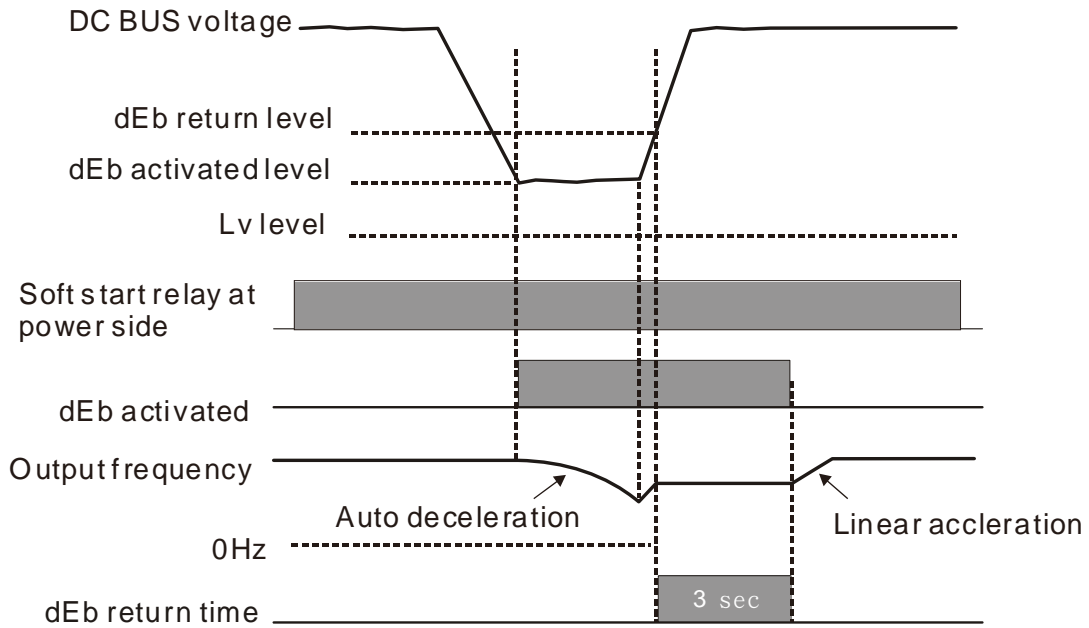 DC BUS voltage
dEb return level
dEb activated level
Lv level
Soft start relay at
power side
dEb activated
Output frequency
Auto deceleration
Linear accleration
0Hz
3 sec
dEb return time